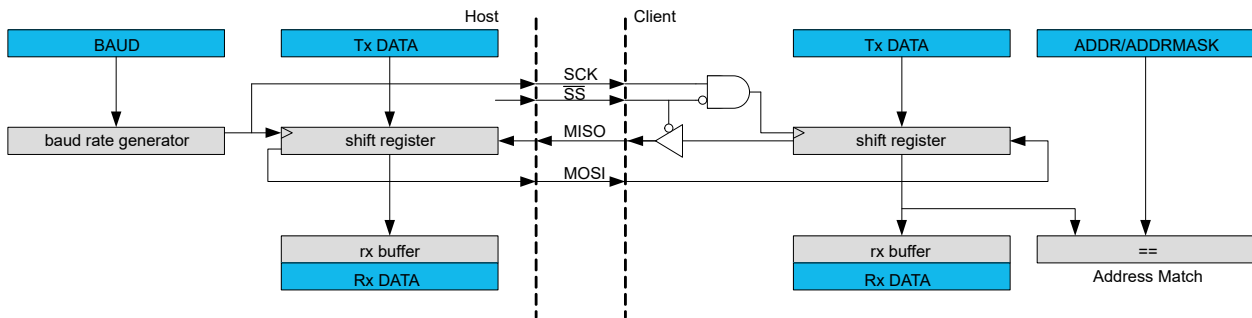 Host
Client
BAUD
Tx DATA
Tx DATA
ADDR/ADDRMASK
SCK
SS
baud rate generator
shift register
MISO
shift register
MOSI
rx buffer
rx buffer
==
Rx DATA
Rx DATA
Address Match